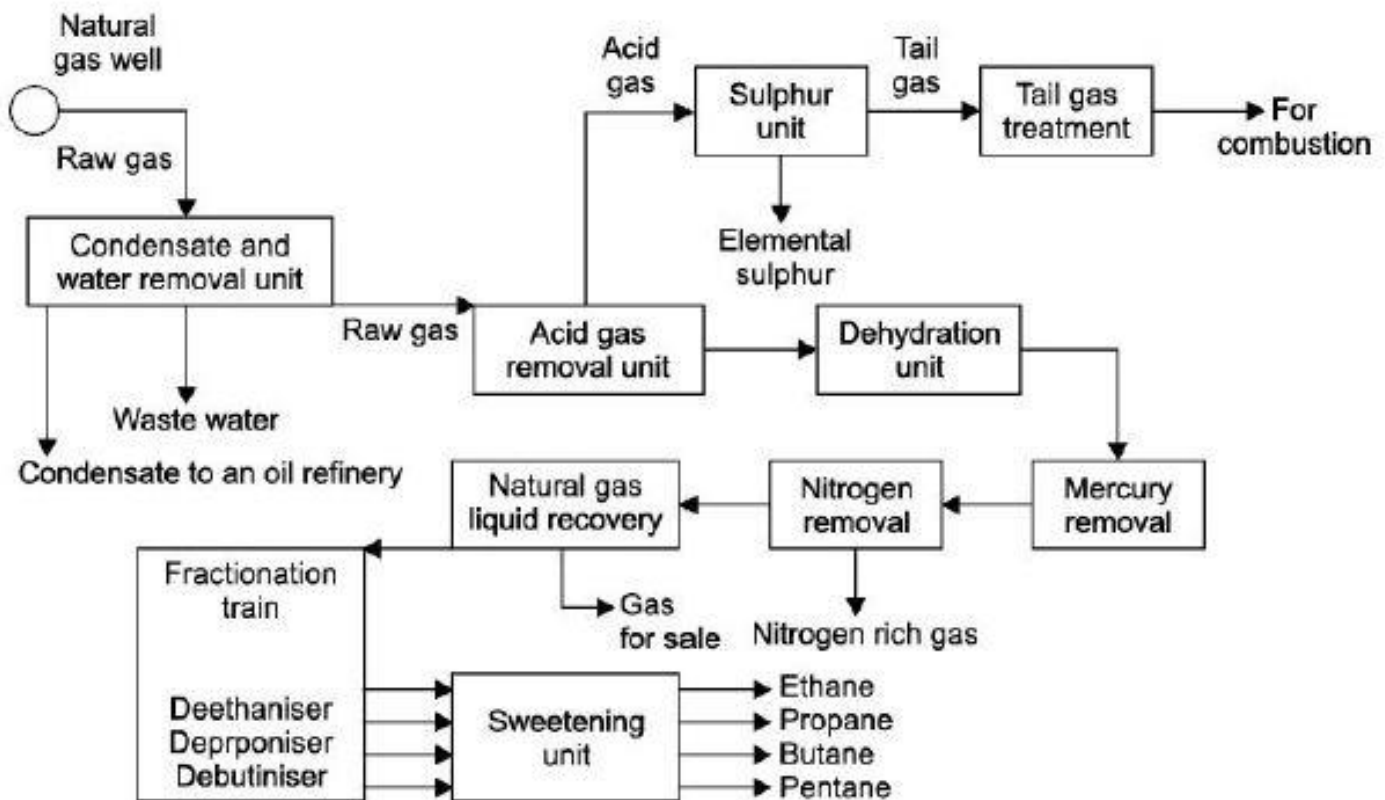 Natural
gas well
Raw gas
Condensate and
water removal unit
Waste water
Condensate to an oil refinery
Raw gas
Acid gas
removal unit
Acid
gas
Sulphur
unit
Elemental
sulphur
Tail
gas
Tail gas
treatment
For
combustion
Dehydration
unit
Mercury
removal
Nitrogen
removal
Nitrogen rich gas
Natural gas
liquid recovery
Gas
for sale
Fractionation
train
Deethaniser
Deprponiser
Debutiniser
Sweetening
unit
Ethane
Propane
Butane
Pentane